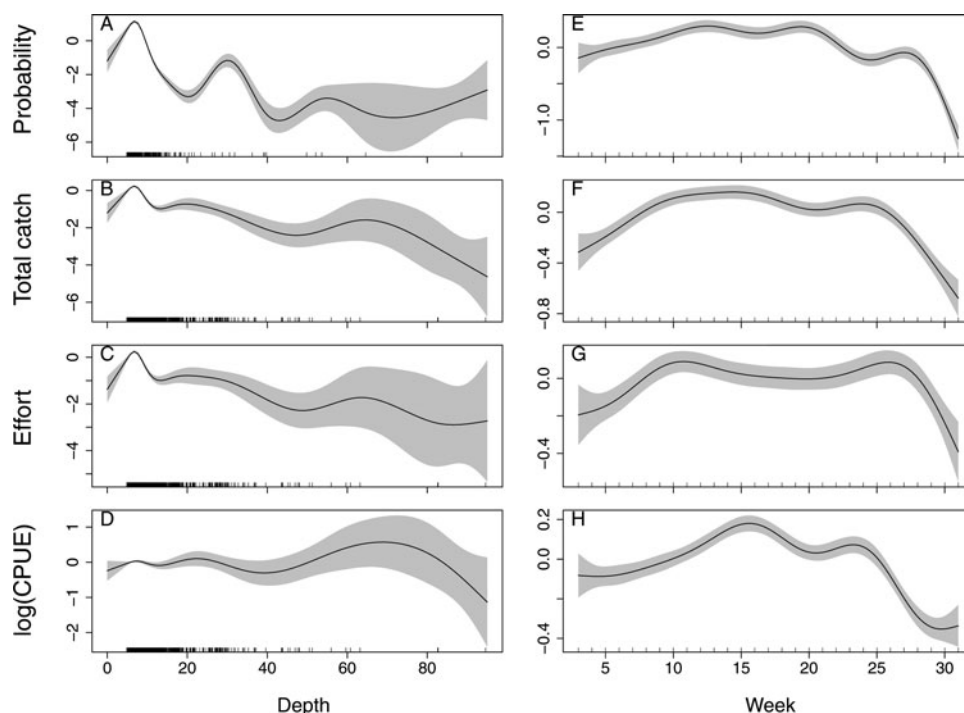 A
Probability
0
−2
−4
−6
E
0.0
−1.0
B
Total catch
0
−2
−4
−6
F
0.0
−0.4
−0.8
C
Effort
0
−2
−4
G
0.0
−0.4
D
log(CPUE)
1
0
−1
−2
H
0.2
0.0
−0.4
0 20 40 60 80
5 10 15 20 25 30
Depth
Week